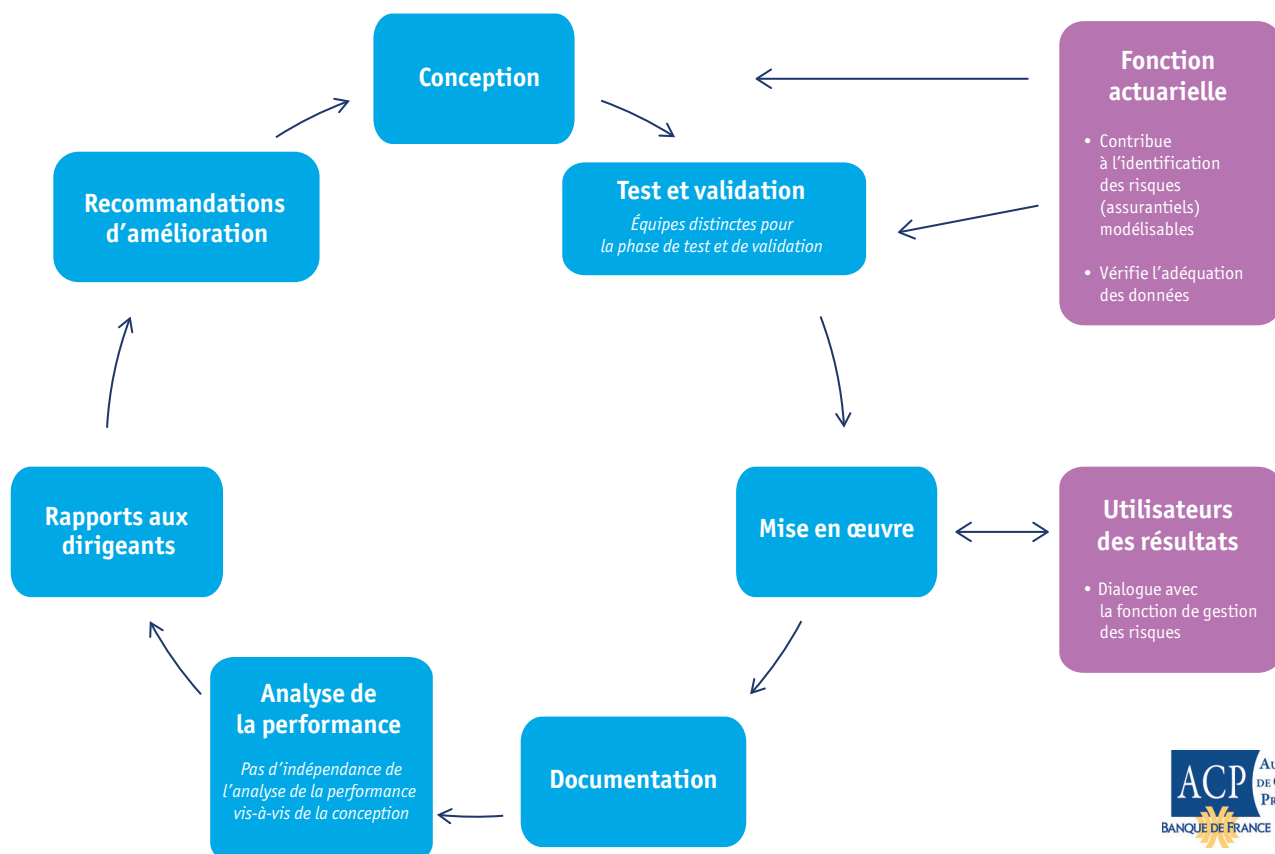 Conception
Fonction
actuarielle
• Contribue
à l'identification
des risques
(assurantiels)
modélisables
• Vérifie l'adéquation
des données
Test et validation
Équipes distinctes pour
la phase de test et de validation
Recommandations
d'amélioration
Rapports aux
dirigeants
Mise en œuvre
Utilisateurs
des résultats
• Dialogue avec
la fonction de gestion
des risques
Analyse de
la performance
Pas d'indépendance de
l'analyse de la performance
vis-à-vis de la conception
Documentation
ACP
BANQUE DE FRANCE